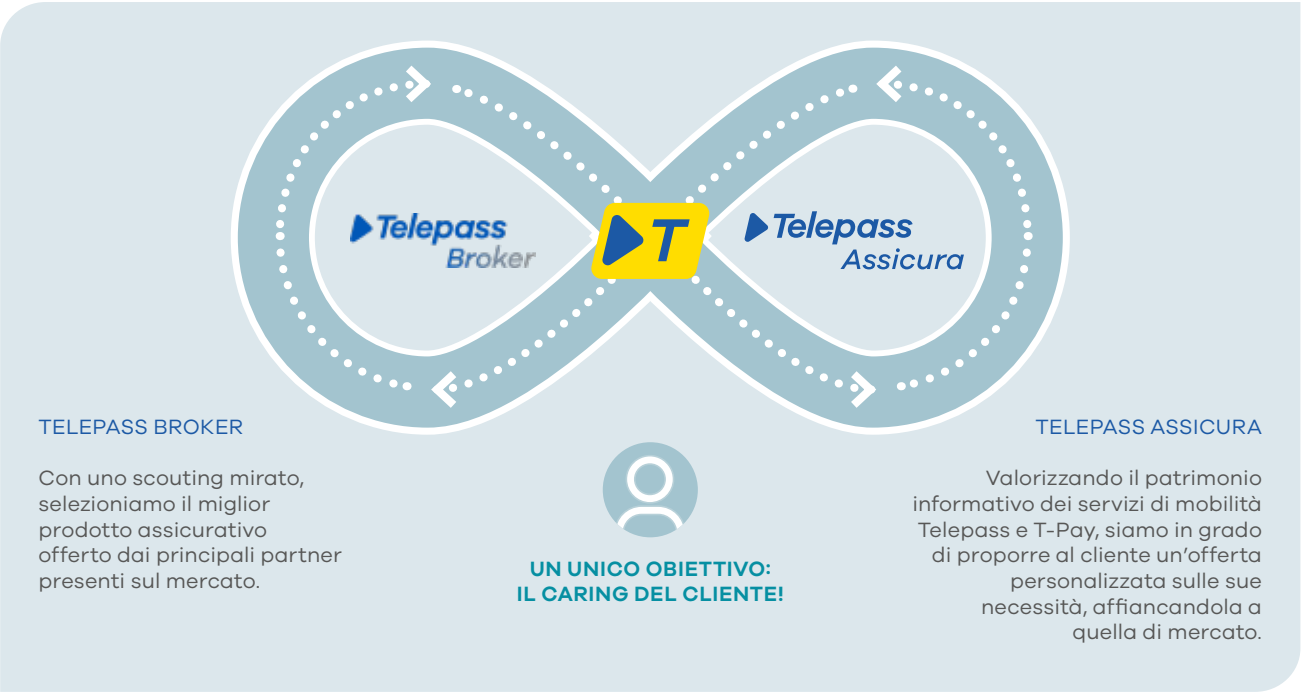 Telepass
Broker
T
Telepass
Assicura
TELEPASS BROKER
Con uno scouting mirato,
selezioniamo il miglior
prodotto assicurativo
offerto dai principali partner
presenti sul mercato.
UN UNICO OBIETTIVO:
IL CARING DEL CLIENTE!
TELEPASS ASSICURA
Valorizzando il patrimonio
informativo dei servizi di mobilità
Telepass e T-Pay, siamo in grado
di proporre al cliente un’offerta
personalizzata sulle sue
necessità, affiancandola a
quella di mercato.